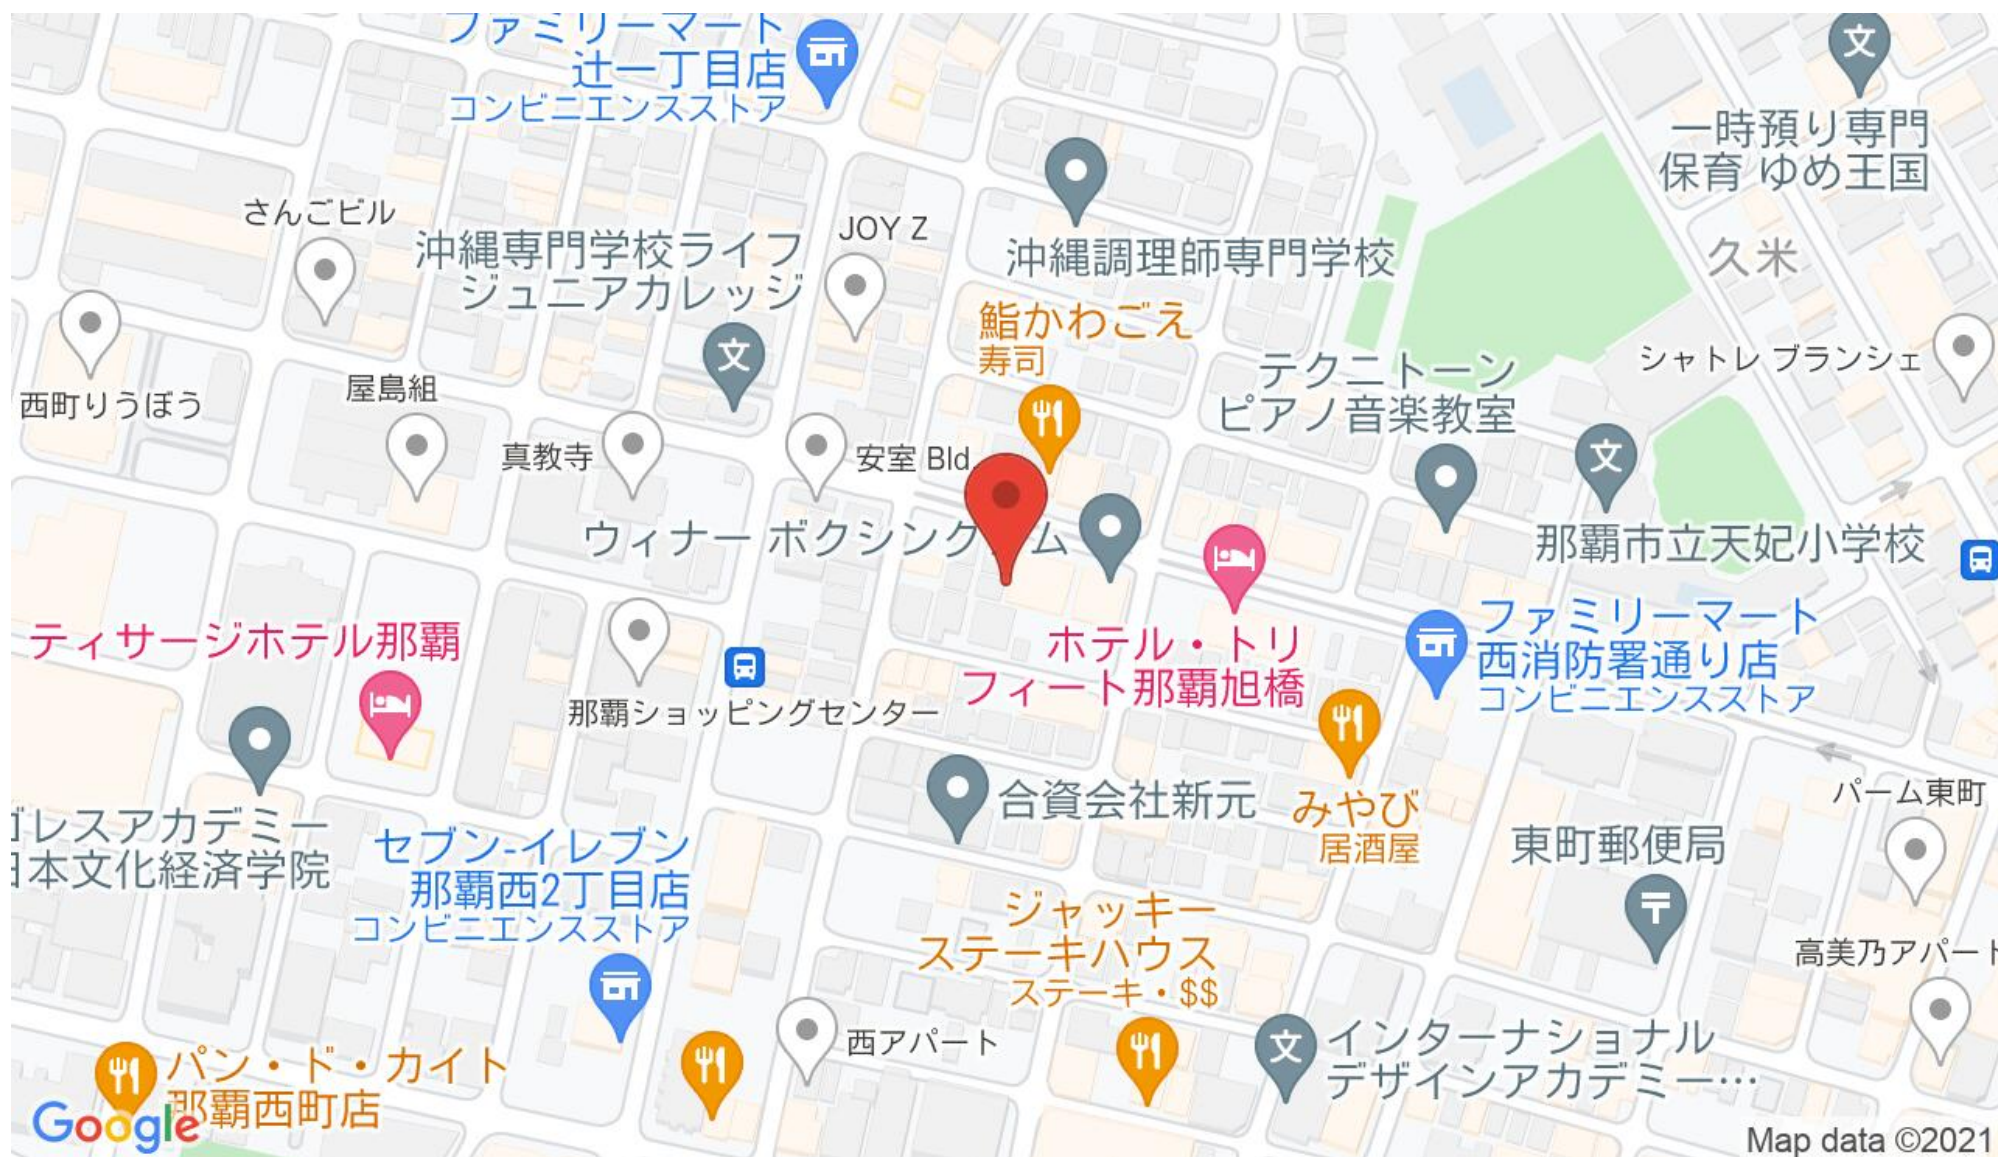 ファミリーマート
辻一丁目店
コンビニエンスストア
一時預り専門
保育 ゆめ王国
さんごビル
沖縄専門学校ライフ
ジュニアカレッジ
JOY Z
沖縄調理師専門学校
久米
鮨かわごえ
寿司
西町りうぼう
屋島組
テクニトーン
ピアノ音楽教室
シャトレ ブランシェ
真教寺
安室 Bld.
ウィナー ボクシング
ム
那覇市立天妃小学校
ティサージホテル那覇
那覇ショッピングセンター
ホテル・トリ
フィート那覇旭橋
ファミリーマート
西消防署通り店
コンビニエンスストア
合資会社新元
みやび
居酒屋
パーム東町
東町郵便局
ゴレスアカデミー
日本文化経済学院
セブン-イレブン
那覇西2丁目店
コンビニエンスストア
ジャッキー
ステーキハウス
ステーキ・$$
高美乃アパート
西アパート
インターナショナル
デザインアカデミー…
パン・ド・カイト
那覇西町店
Google
Map data ©2021